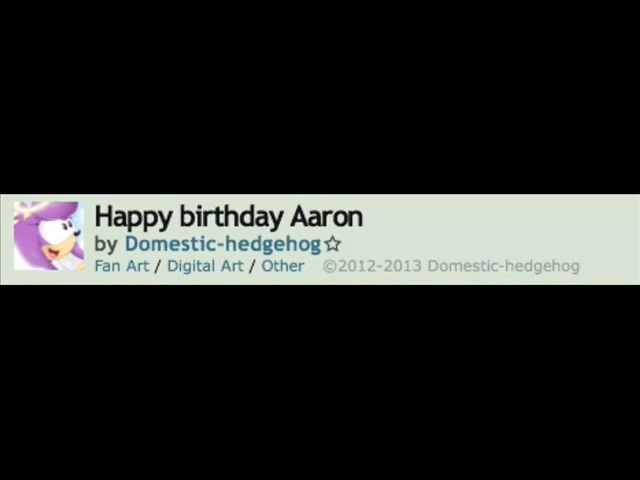 Happy birthday Aaron
by Domestic-hedgehog☆
Fan Art / Digital Art / Other ©2012-2013 Domestic-hedgehog